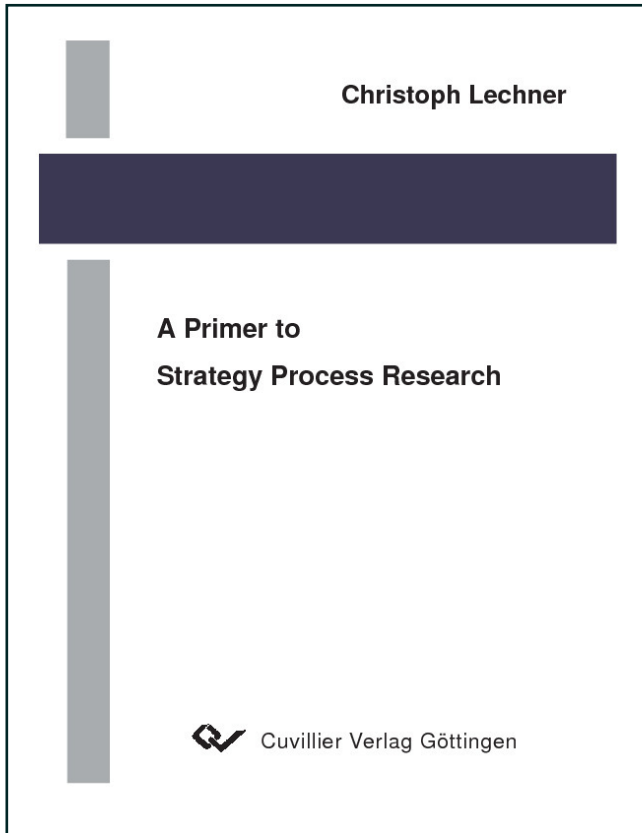 Christoph Lechner
A Primer to
Strategy Process Research
Cuvillier Verlag Göttingen